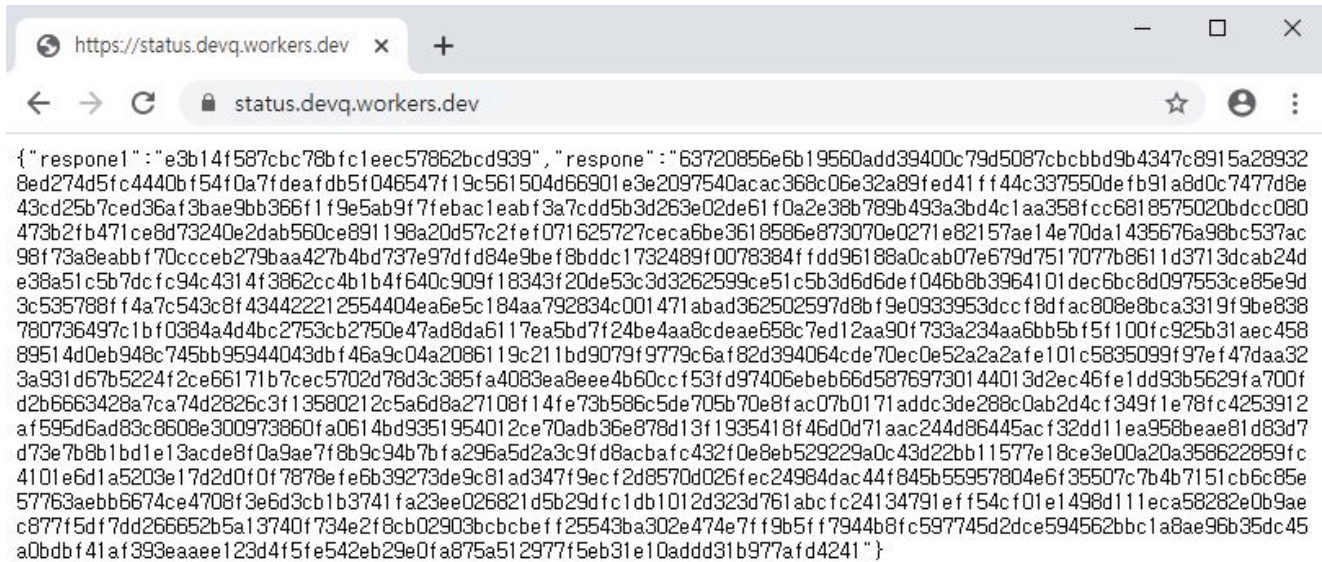 https://status.devq.workers.dev
status.devq.workers.dev
{"respone1":"e3b14f587cbc78bfc1eec57862bcd939","respone":"63720856e6b19560add39400c79d5087cbcbbd9b4347c8915a28932
8ed274d5fc4440bf54f0a7fdeafdb5f046547f19c561504d66901e3e2097540acac368c06e32a89fed41ff44c337550defb91a8d0c7477d8e
43cd25b7ced36af3bae9bb366f1f9e5ab9f7febac1eabf3a7cdd5b3d263e02de61f0a2e38b789b493a3bd4c1aa358fcc6818575020bdcc080
473b2fb471ce8d73240e2dab560ce891198a20d57c2fef071625727ceca6be3618586e873070e0271e82157ae14e70da1435676a98bc537ac
98f73a8eabbf70ccceb279baa427b4bd737e97dfd84e9bef8bddc1732489f0078384ffdd96188a0cab07e679d7517077b8611d3713dcab24d
e38a51c5b7dcfc94c4314f3862cc4b1b4f640c909f18343f20de53c3d3262599ce51c5b3d6d6def046b8b3964101dec6bc8d097553ce85e9d
3c535788ff4a7c543c8f434422212554404ea6e5c184aa792834c001471abad362502597d8bf9e0933953dccf8dfac808e8bca3319f9be838
780736497c1bf0384a4d4bc2753cb2750e47ad8da6117ea5bd7f24be4aa8cdeae658c7ed12aa90f733a234aa6bb5bf5f100fc925b31aec458
89514d0eb948c745bb95944043dbf46a9c04a2086119c211bd9079f9779c6af82d394064cde70ec0e52a2a2afe101c5835099f97ef47daa32
3a931d67b5224f2ce66171b7cec5702d78d3c385fa4083ea8eee4b60ccf53fd97406ebeb66d58769730144013d2ec46fe1dd93b5629fa700f
d2b6663428a7ca74d2826c3f13580212c5a6d8a27108f14fe73b586c5de705b70e8fac07b0171addc3de288c0ab2d4cf349f1e78fc4253912
af595d6ad83c8608e300973860fa0614bd9351954012ce70adb36e878d13f1935418f46d0d71aac244d86445acf32dd11ea958beae81d83d7
d73e7b8b1bd1e13acde8f0a9ae7f8b9c94b7bfa296a5d2a3c9fd8acbafc432f0e8eb529229a0c43d22bb11577e18ce3e00a20a358622859fc
4101e6d1a5203e17d2d0f0f7878efe6b39273de9c81ad347f9ecf2d8570d026fec24984dac44f845b55957804e6f35507c7b4b7151cb6c85e
57763aebb6674ce4708f3e6d3cb1b3741fa23ee026821d5b29dfc1db1012d323d761abcfc24134791eff54cf01e1498d111eca58282e0b9ae
c877f5df7dd266652b5a13740f734e2f8cb02903bcbcbeff25543ba302e474e7ff9b5ff7944b8fc597745d2dce594562bbc1a8ae96b35dc45
a0bdbf41af393eaaee123d4f5fe542eb29e0fa875a512977f5eb31e10addd31b977afd4241"}